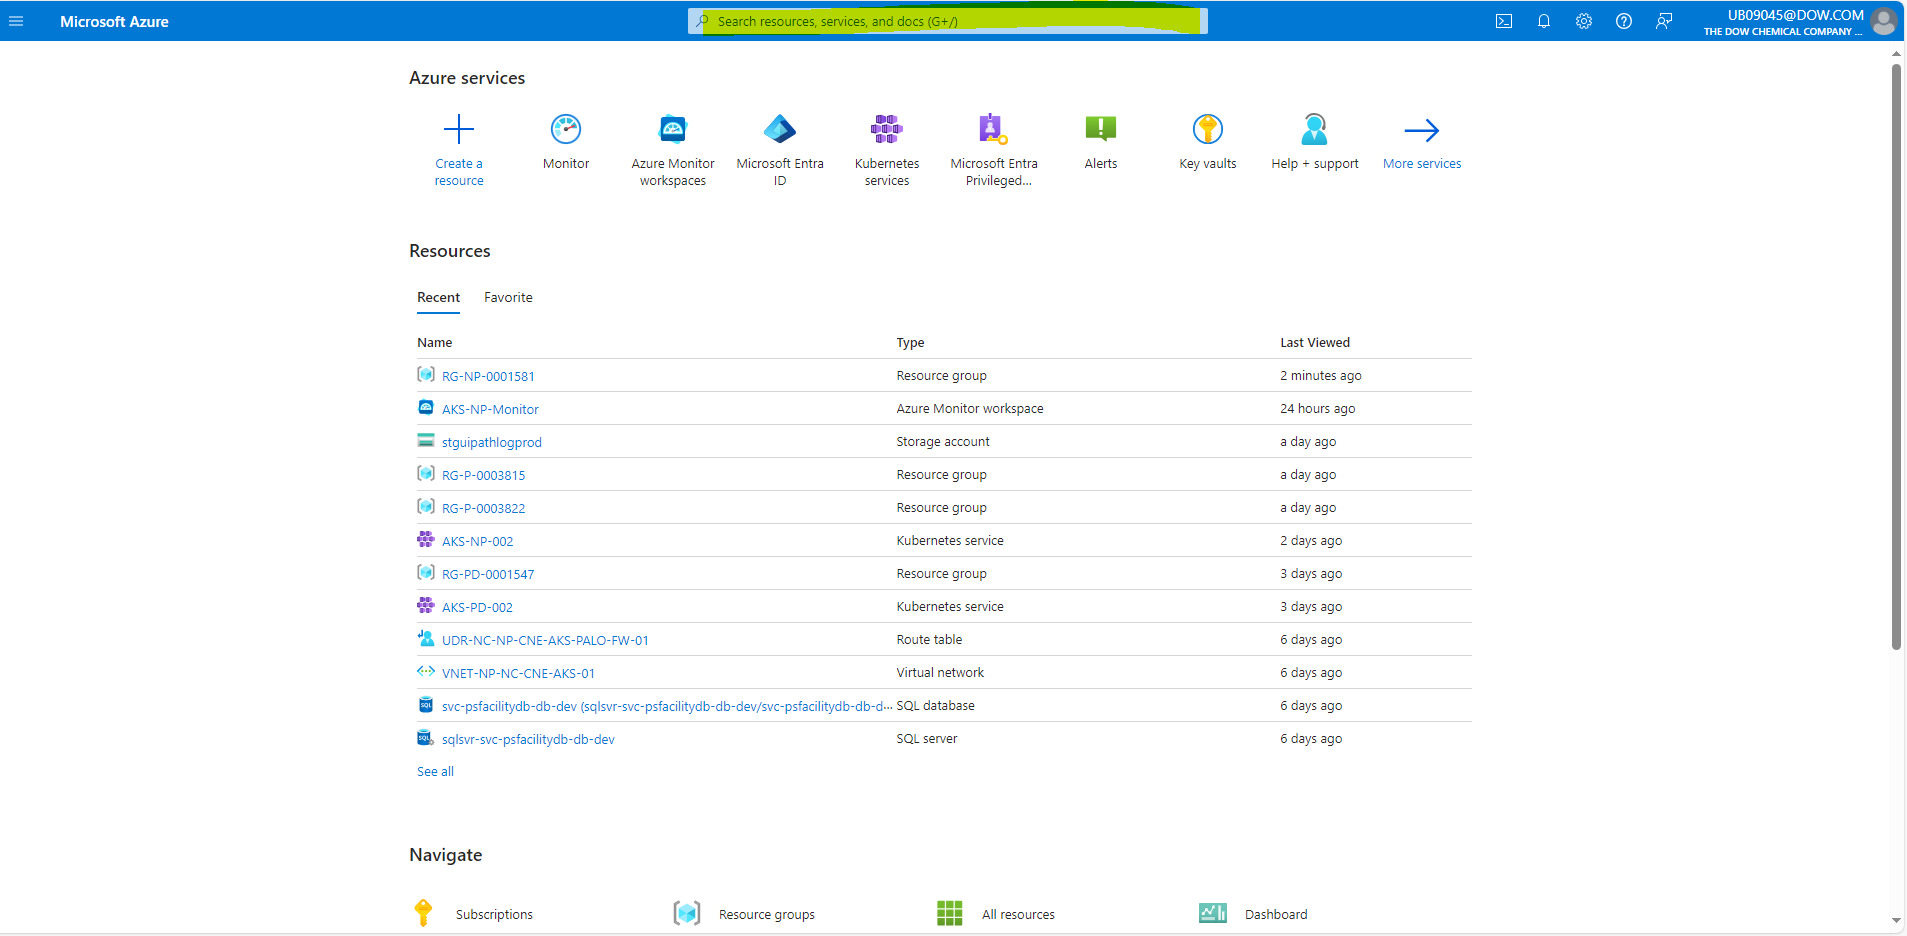 Microsoft Azure
Search resources, services, and docs (G+/)
UB09045@DOW.COM
THE DOW CHEMICAL COMPANY ...
Azure services
Create a resource
Monitor
Azure Monitor workspaces
Microsoft Entra ID
Kubernetes services
Microsoft Entra Privileged...
Alerts
Key vaults
Help + support
More services
Resources
Recent Favorite
Name Type Last Viewed
RG-NP-0001581 Resource group 2 minutes ago
AKS-NP-Monitor Azure Monitor workspace 24 hours ago
stguipathlogprod Storage account a day ago
RG-P-0003815 Resource group a day ago
RG-P-0003822 Resource group a day ago
AKS-NP-002 Kubernetes service 2 days ago
RG-PD-0001547 Resource group 3 days ago
AKS-PD-002 Kubernetes service 3 days ago
UDR-NC-NP-CNE-AKS-PALO-FW-01 Route table 6 days ago
VNET-NP-NC-CNE-AKS-01 Virtual network 6 days ago
svc-psfacilitydb-db-dev (sqlsvr-svc-psfacilitydb-db-dev/svc-psfacilitydb-db-d... SQL database 6 days ago
sqlsvr-svc-psfacilitydb-db-dev SQL server 6 days ago
See all
Navigate
Subscriptions Resource groups All resources Dashboard